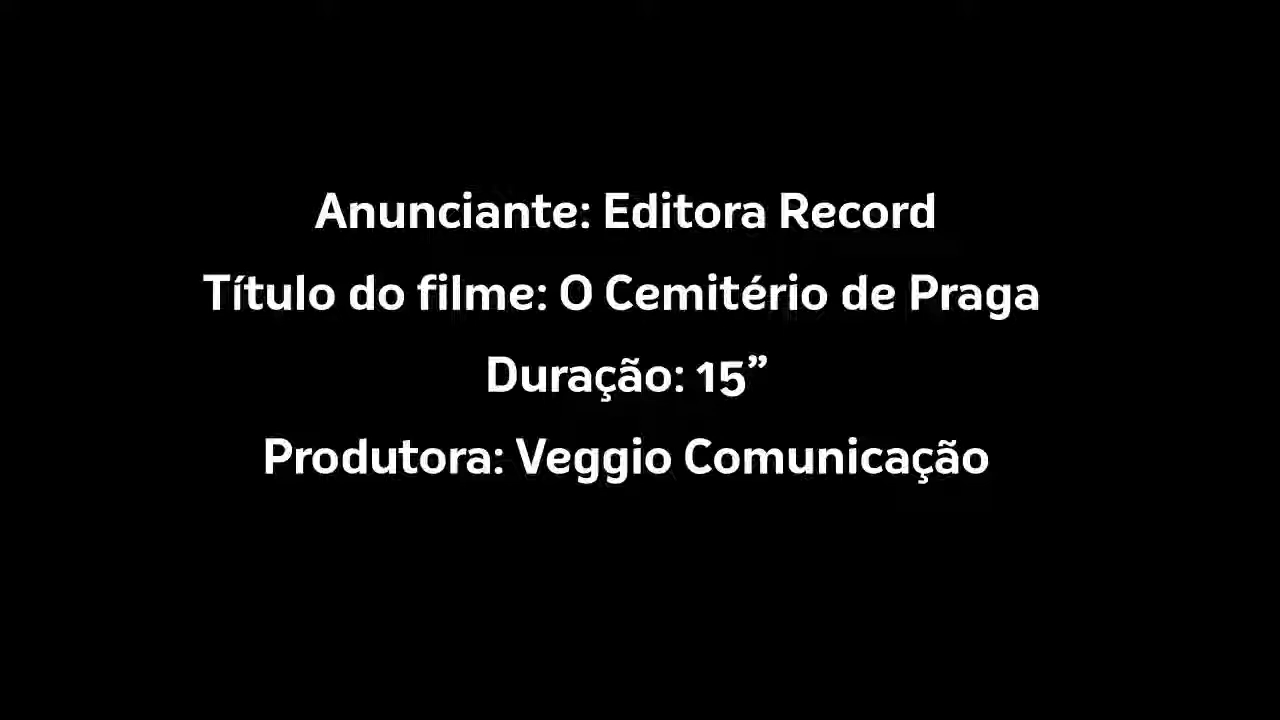 Anunciante: Editora Record
Título do filme: O Cemitério de Praga
Duração: 15”
Produtora: Veggio Comunicação